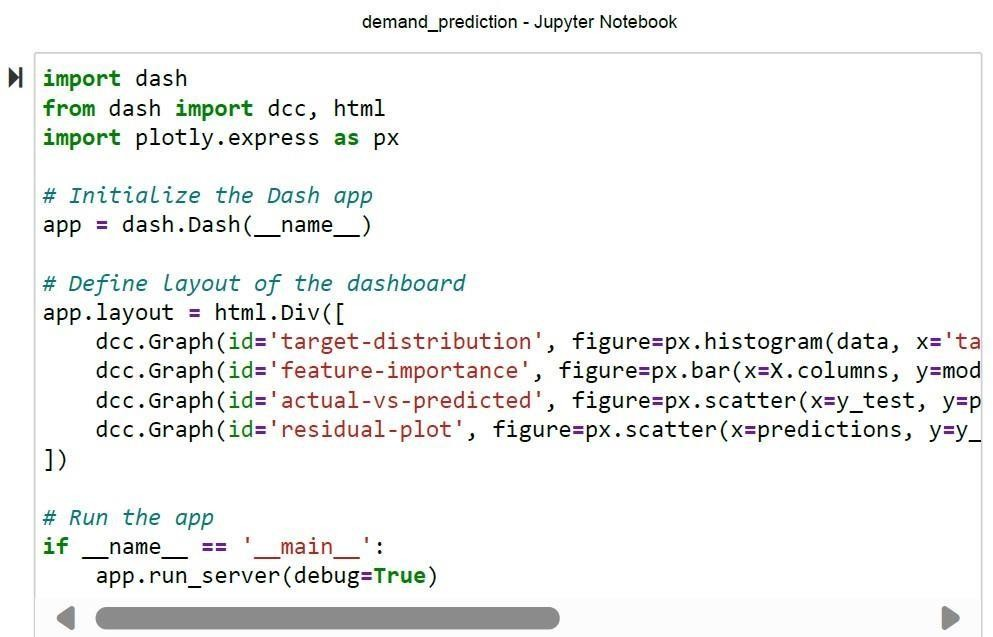 demand_prediction - Jupyter Notebook
import dash
from dash import dcc, html
import plotly.express as px
# Initialize the Dash app
app = dash.Dash(__name__)
# Define layout of the dashboard
app.layout = html.Div([
    dcc.Graph(id='target-distribution', figure=px.histogram(data, x='ta
    dcc.Graph(id='feature-importance', figure=px.bar(x=X.columns, y=mod
    dcc.Graph(id='actual-vs-predicted', figure=px.scatter(x=y_test, y=p
    dcc.Graph(id='residual-plot', figure=px.scatter(x=predictions, y=y_
])
# Run the app
if __name__ == '__main__':
    app.run_server(debug=True)